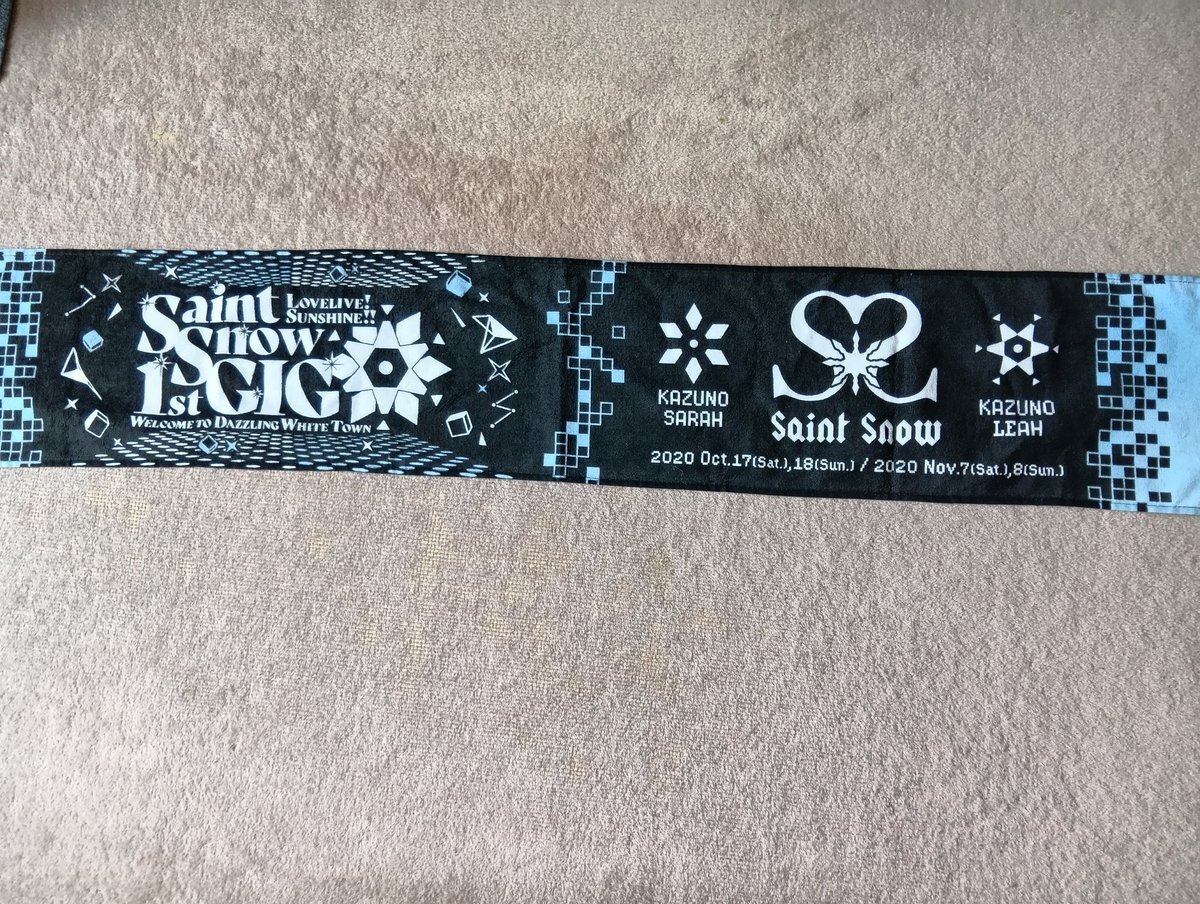 Saint
LOVELIVE!
SUNSHINE!!
Snow
1st GIG
WELCOME TO DAZZLING WHITE TOWN
KAZUNO
SARAH
Saint Snow
KAZUNO
LEAH
2020 Oct.17(Sat.),18(Sun.) / 2020 Nov.7(Sat.),8(Sun.)